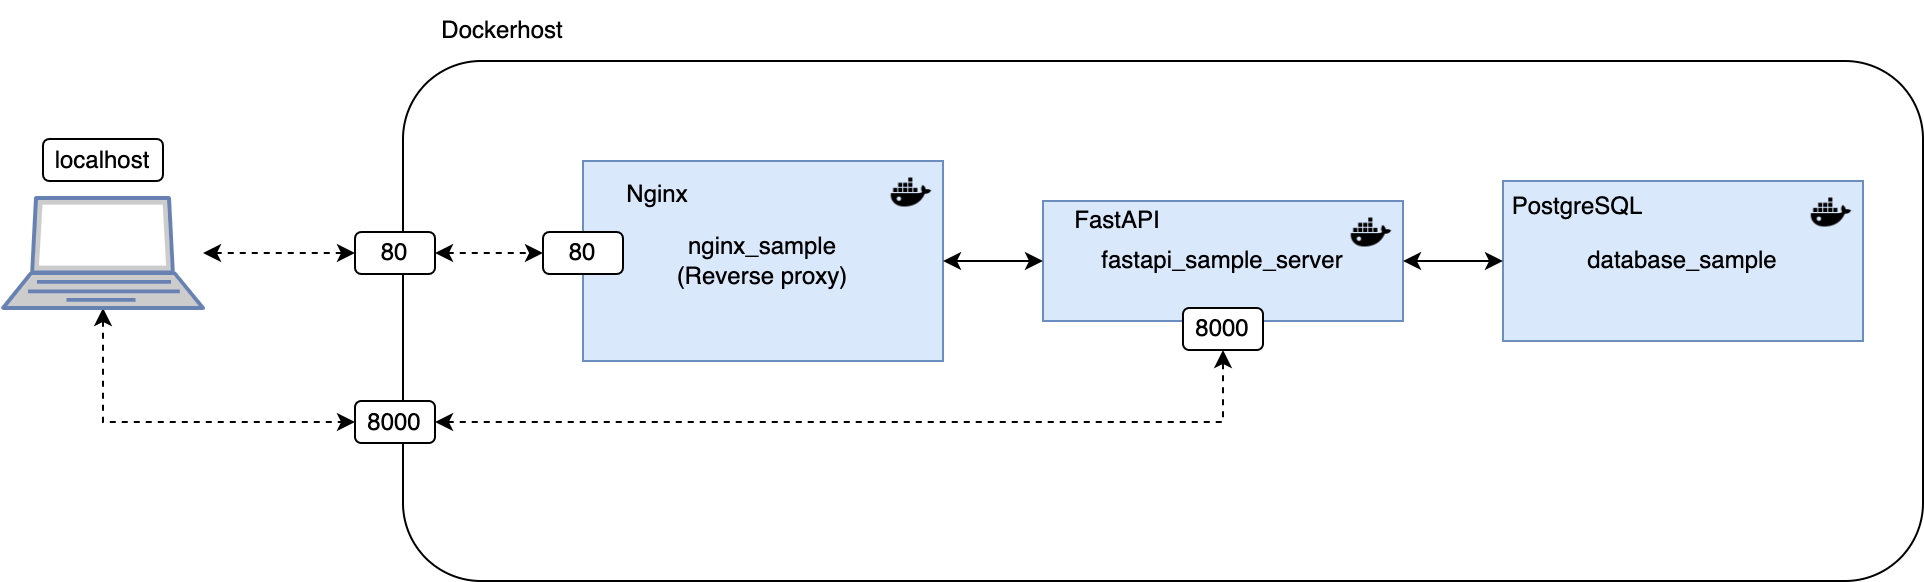 Dockerhost
localhost
80
80
Nginx
nginx_sample
(Reverse proxy)
FastAPI
fastapi_sample_server
8000
PostgreSQL
database_sample
8000